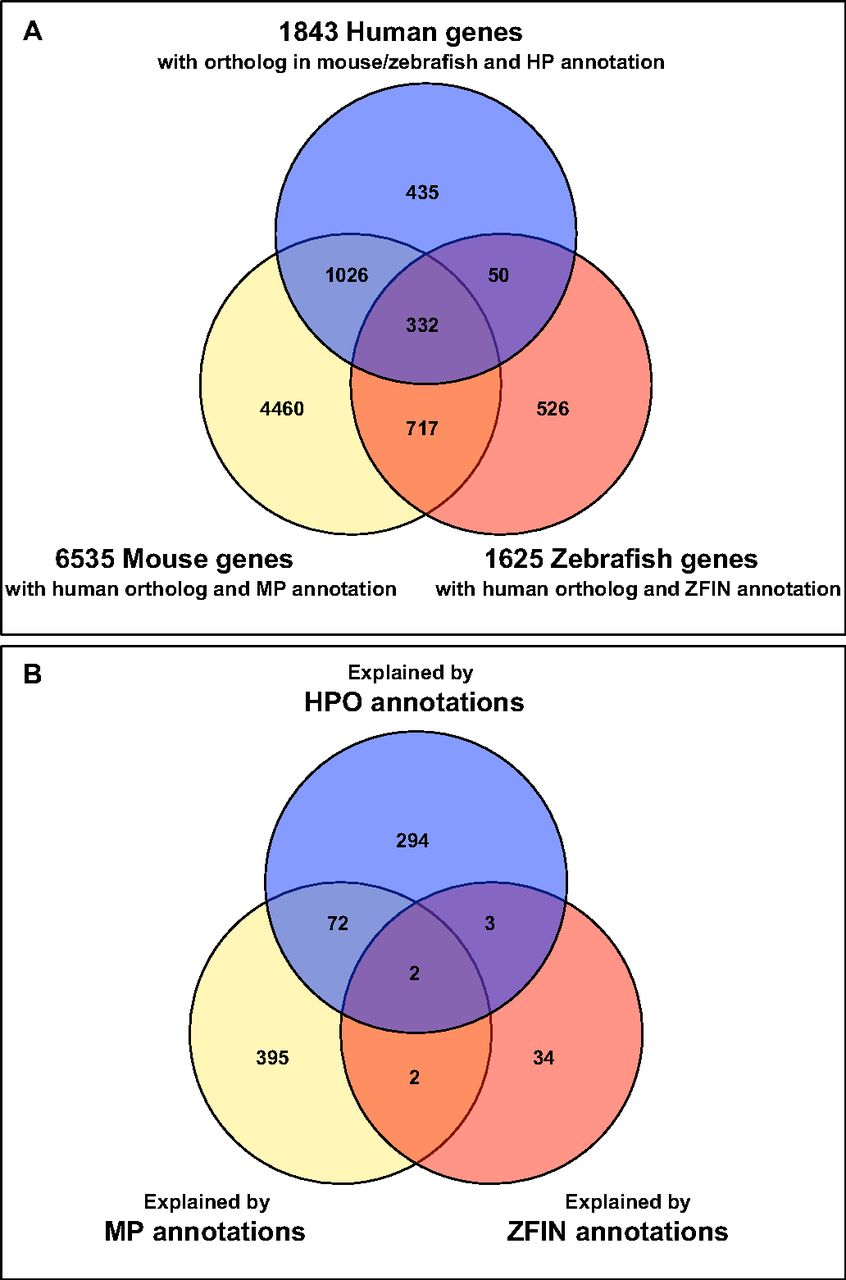 A
1843 Human genes
with ortholog in mouse/zebrafish and HP annotation
435
1026
50
332
4460
717
526
6535 Mouse genes
with human ortholog and MP annotation
1625 Zebrafish genes
with human ortholog and ZFIN annotation
B
Explained by
HPO annotations
294
72
3
2
395
2
34
Explained by
MP annotations
Explained by
ZFIN annotations